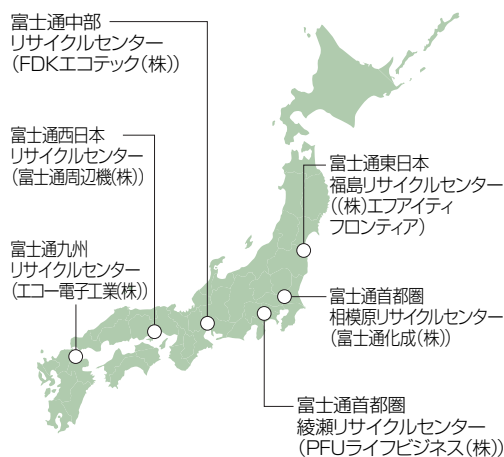 富士通中部
リサイクルセンター
（FDKエコテック（株））
富士通西日本
リサイクルセンター
（富士通周辺機（株））
富士通九州
リサイクルセンター
（エコー電子工業（株））
富士通東日本
福島リサイクルセンター
（（株）エフアイティ
フロンティア）
富士通首都圏
相模原リサイクルセンター
（富士通化成（株））
富士通首都圏
綾瀬リサイクルセンター
（PFUライフビジネス（株））